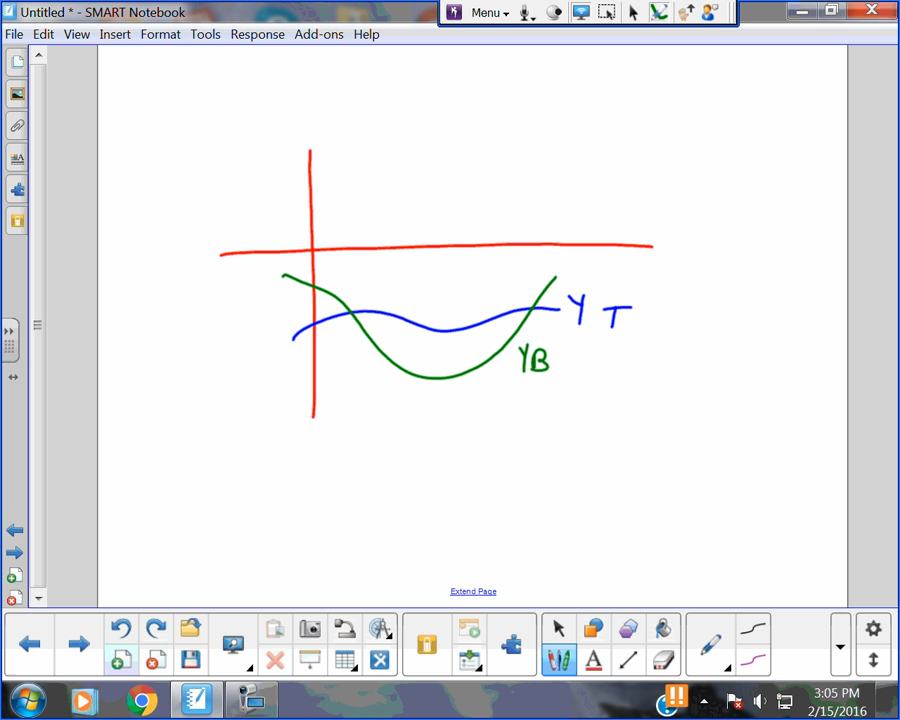 Untitled * - SMART Notebook
Menu
File Edit View Insert Format Tools Response Add-ons Help
Y T
YB
Extend Page
3:05 PM
2/15/2016